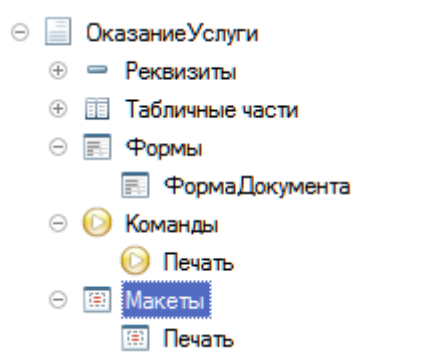 ОказаниеУслуги
Реквизиты
Табличные части
Формы
ФормаДокумента
Команды
Печать
Макеты
Печать